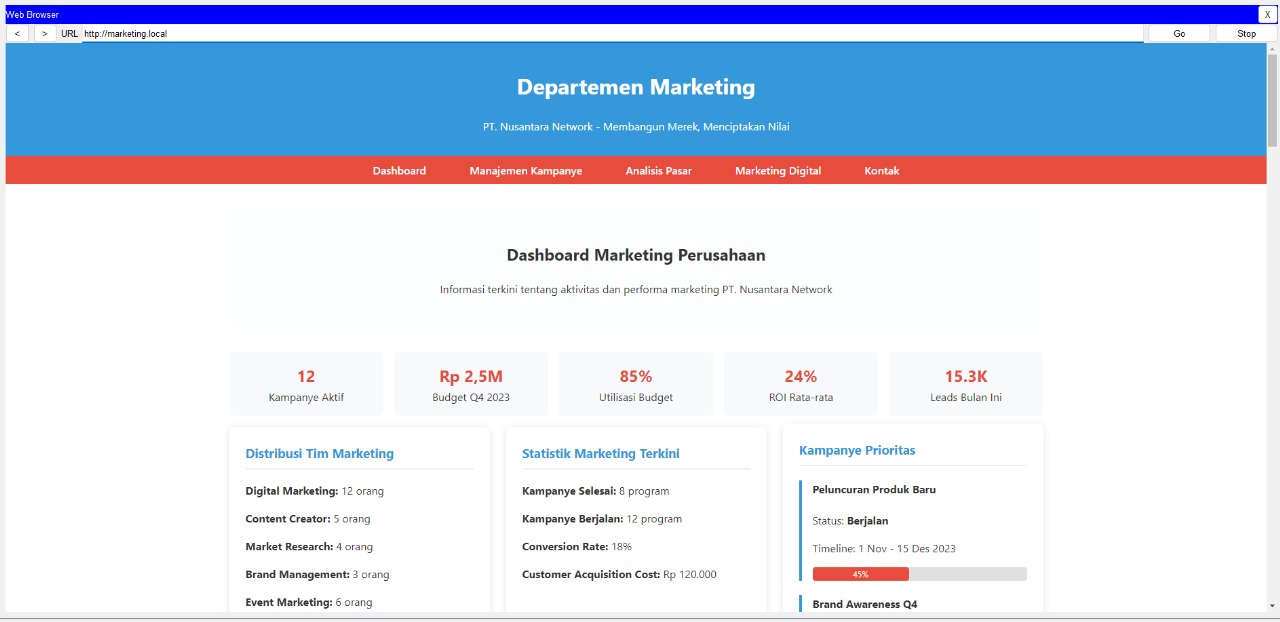 Web Browser
X
< > URL http://marketing.local Go Stop
Departemen Marketing
PT. Nusantara Network - Membangun Merek, Menciptakan Nilai
Dashboard Manajemen Kampanye Analisis Pasar Marketing Digital Kontak
Dashboard Marketing Perusahaan
Informasi terkini tentang aktivitas dan performa marketing PT. Nusantara Network
12
Kampanye Aktif
Rp 2,5M
Budget Q4 2023
85%
Utilisasi Budget
24%
ROI Rata-rata
15.3K
Leads Bulan Ini
Distribusi Tim Marketing
Digital Marketing: 12 orang
Content Creator: 5 orang
Market Research: 4 orang
Brand Management: 3 orang
Event Marketing: 6 orang
Statistik Marketing Terkini
Kampanye Selesai: 8 program
Kampanye Berjalan: 12 program
Conversion Rate: 18%
Customer Acquisition Cost: Rp 120.000
Kampanye Prioritas
Peluncuran Produk Baru
Status: Berjalan
Timeline: 1 Nov - 15 Des 2023
45%
Brand Awareness Q4